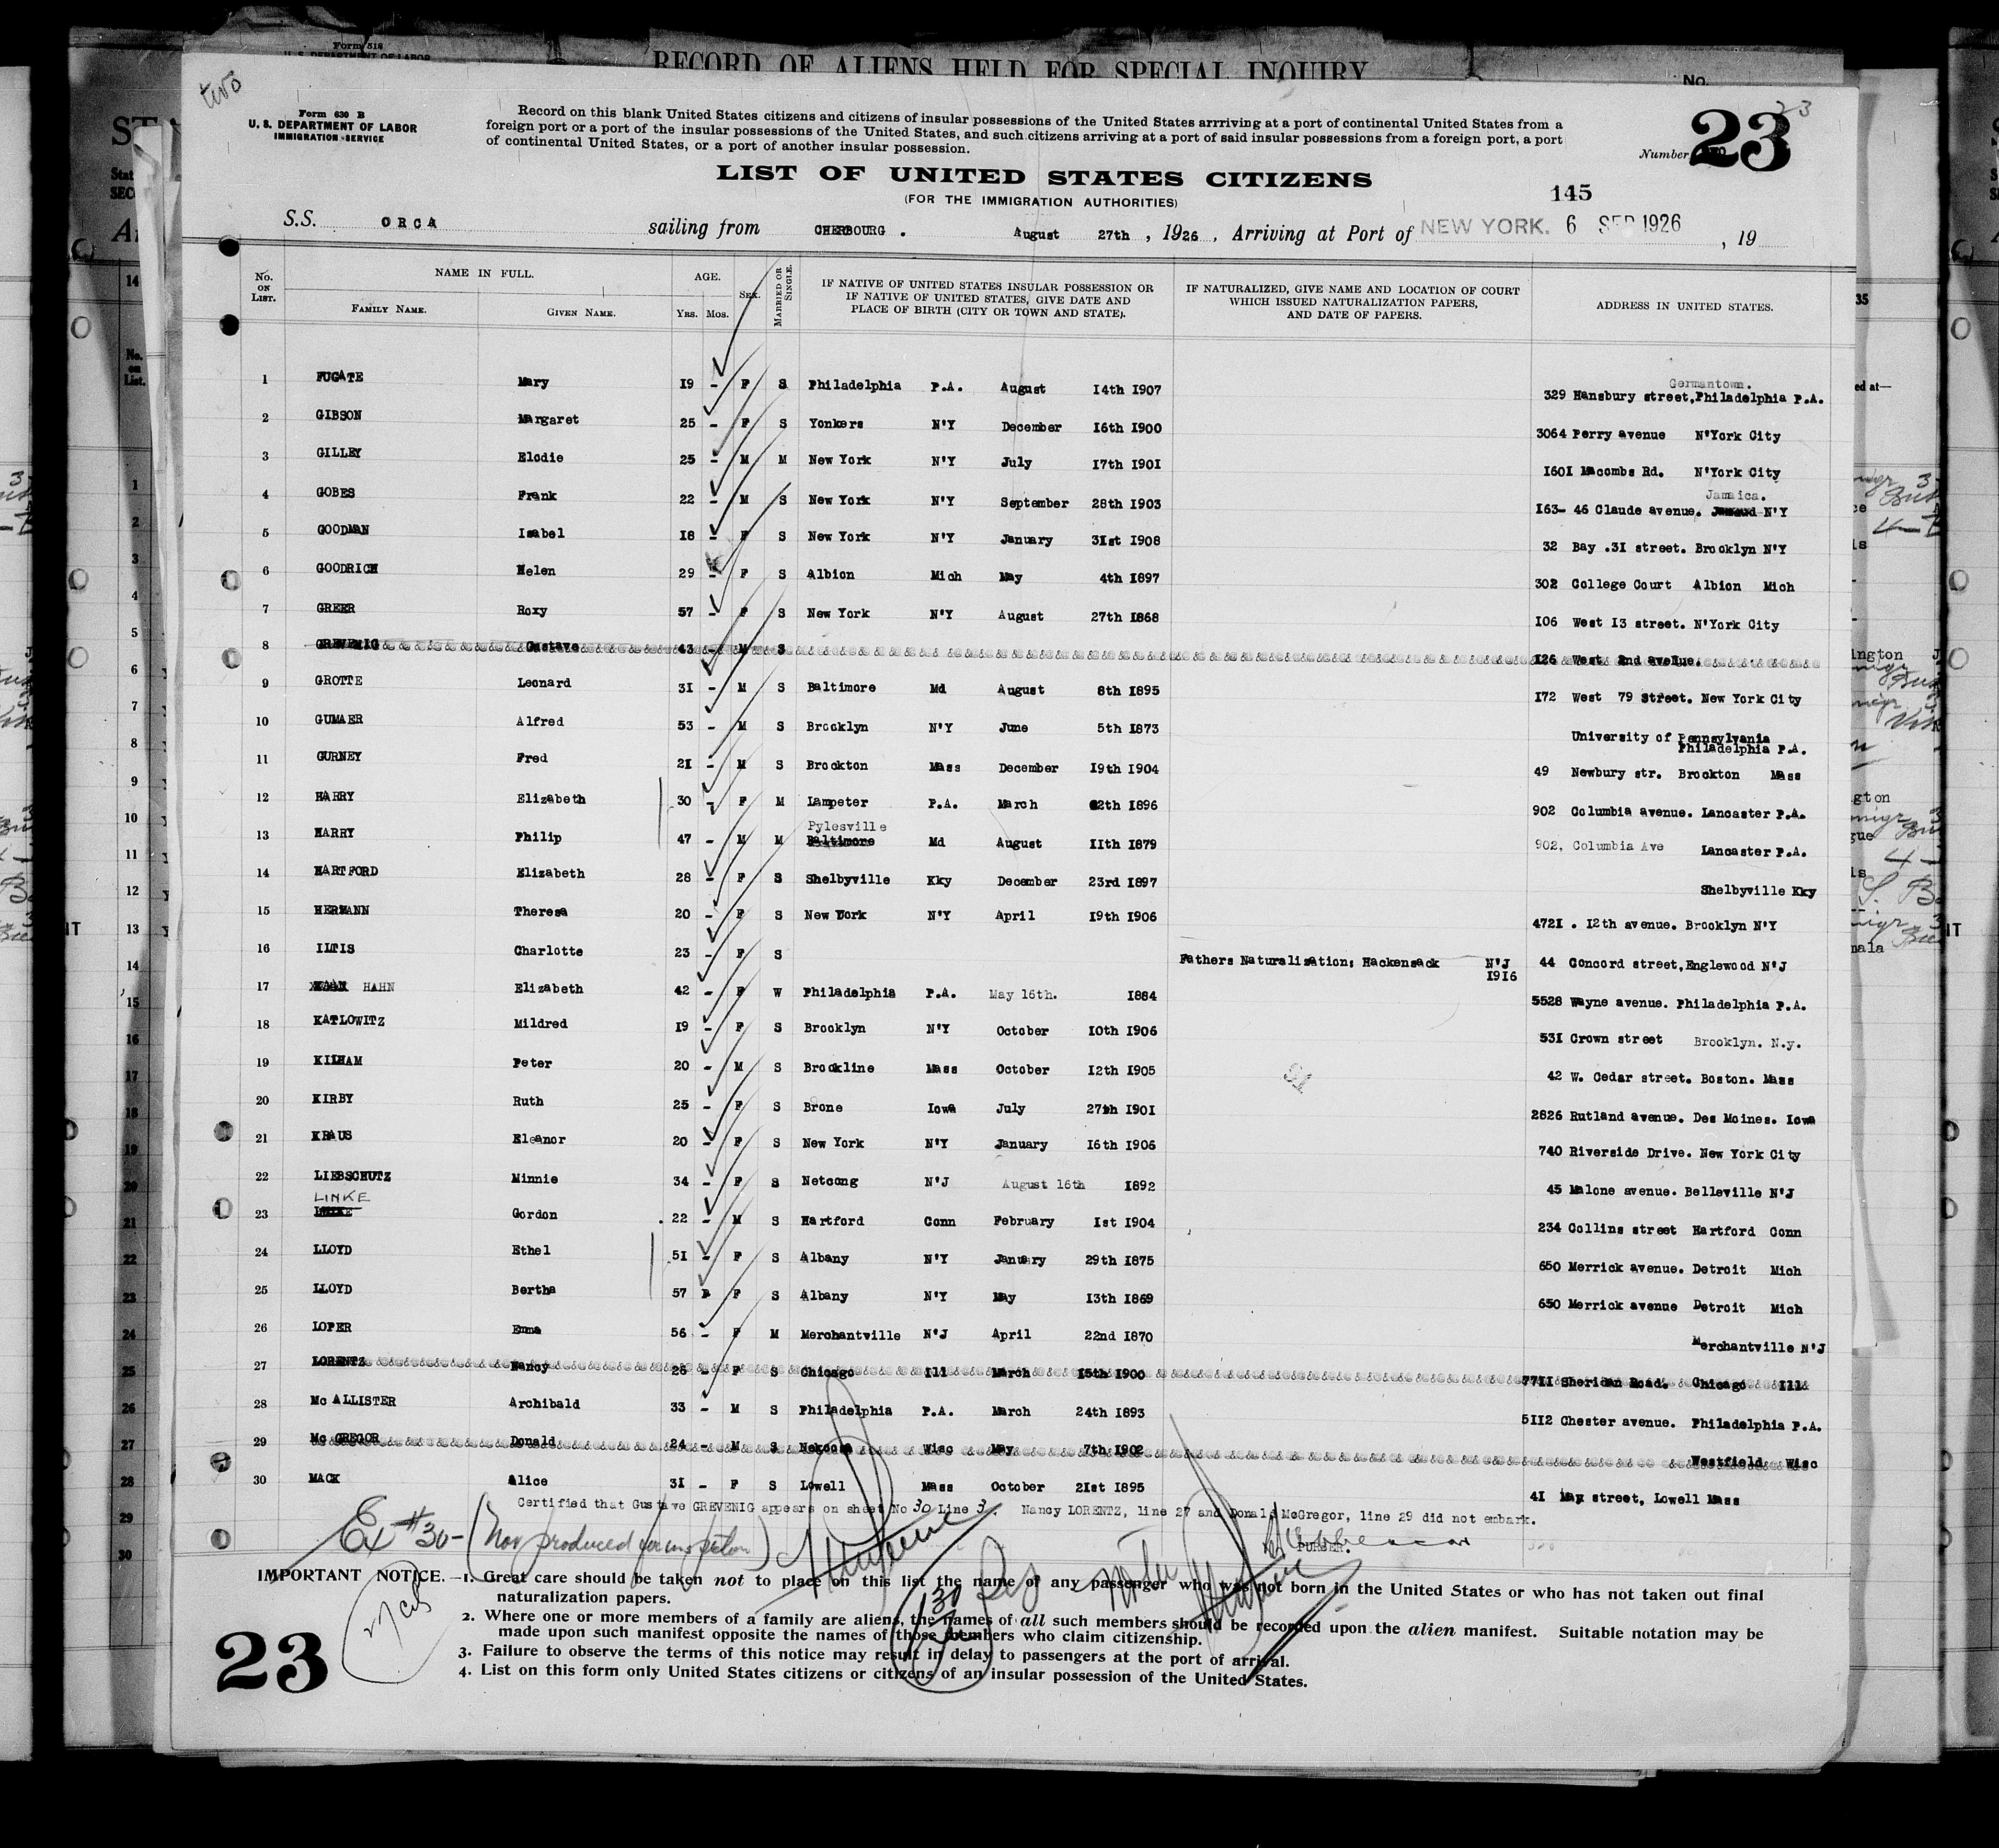 Form 518
U. S. DEPARTMENT OF LABOR
RECORD OF ALIENS HELD FOR SPECIAL INQUIRY
No.
two
Form 630 B
U. S. DEPARTMENT OF LABOR
IMMIGRATION SERVICE
Record on this blank United States citizens and citizens of insular possessions of the United States arrriving at a port of continental United States from a
foreign port or a port of the insular possessions of the United States, and such citizens arriving at a port of said insular possessions from a foreign port, a port
of continental United States, or a port of another insular possession.
23
Number 23
LIST OF UNITED STATES CITIZENS
(FOR THE IMMIGRATION AUTHORITIES)
145
S.S. ORCA sailing from CHERBOURG . August 27th , 1926 , Arriving at Port of NEW YORK. 6 SEP 1926 , 19
No. ON LIST. NAME IN FULL. FAMILY NAME. GIVEN NAME. AGE. Yrs. Mos. SEX. MARRIED OR SINGLE. IF NATIVE OF UNITED STATES INSULAR POSSESSION OR IF NATIVE OF UNITED STATES, GIVE DATE AND PLACE OF BIRTH (CITY OR TOWN AND STATE). IF NATURALIZED, GIVE NAME AND LOCATION OF COURT WHICH ISSUED NATURALIZATION PAPERS, AND DATE OF PAPERS. ADDRESS IN UNITED STATES.
Germantown.
1 FUGATE Mary 19 - F S Philadelphia P.A. August 14th 1907 329 Hansbury street,Philadelphia P.A.
2 GIBSON Margaret 25 - F S Yonkers N'Y December 16th 1900 3064 Perry avenue N'York City
3 GILLEY Elodie 25 - M M New York N'Y July 17th 1901 1601 Macombs Rd. N'York City
Jamaica.
4 GOBES Frank 22 - M S New York N'Y September 28th 1903 163- 46 Claude avenue. N'Y
5 GOODMAN Isabel 18 - F S New York N'Y January 31st 1908 32 Bay .31 street. Brooklyn N'Y
6 GOODRICH Helen 29 - F S Albion Mich May 4th 1897 302 College Court Albion Mich
7 GREER Roxy 57 - F S New York N'Y August 27th 1868 106 West 13 street. N'York City
8 GREVENIG Gustave 43 - M S 126 West 2nd avelue.
9 GROTTE Leonard 31 - M S Baltimore Md August 8th 1895 172 West 79 Street. New York City
10 GUMAER Alfred 53 - M S Brooklyn N'Y June 5th 1873 University of Pennsylvania
Philadelphia P.A.
11 GURNEY Fred 21 - M S Brockton Mass December 19th 1904 49 Newbury str. Brockton Mass
12 HARRY Elizabeth 30 - F M Lampeter P.A. March 22th 1896 902 Columbia avenue. Lancaster P.A.
Pylesville
13 HARRY Philip 47 - M M Baltimore Md August 11th 1879 902, Columbia Ave Lancaster P.A.
14 HARTFORD Elizabeth 28 - F S Shelbyville Kky December 23rd 1897 Shelbyville Kky
15 HERMANN Theresa 20 - F S New York N'Y April 19th 1906 4721 . 12th avenue. Brooklyn N'Y
16 ILTIS Charlotte 23 - F S Fathers Naturalisation; Hackensack N'J 44 Concord street,Englewood N'J
1916
17 HAHN Elizabeth 42 - F W Philadelphia P.A. May 16th. 1884 5528 Wayne avenue. Philadelphia P.A.
18 KATLOWITZ Mildred 19 - F S Brooklyn N'Y October 10th 1906 531 Crown street Brooklyn. N.y.
19 KILHAM Peter 20 - M S Brookline Mass October 12th 1905 42 W. Cedar street. Boston. Mass
20 KIRBY Ruth 25 - F S Brone Iowa July 27th 1901 2826 Rutland avenue. Des Moines. Iowa
21 KRAUS Eleanor 20 - F S New York N'Y January 16th 1906 740 Riverside Drive. New York City
22 LIEBSCHUTZ Minnie 34 - F S Netcong N'J August 16th 1892 45 Malone avenue. Belleville N'J
LINKE
23 Gordon 22 - M S Hartford Conn February 1st 1904 234 Collins street Hartford Conn
24 LLOYD Ethel 51 - F S Albany N'Y January 29th 1875 650 Merrick avenue. Detroit Mich
25 LLOYD Bertha 57 F S Albany N'Y May 13th 1869 650 Merrick avenue Detroit Mich
26 LOPER Emma 56 - F M Merchantville N'J April 22nd 1870 Merchantville N'J
27 LORENTZ Nancy 26 - F S Chicago Ill March 15th 1900 7711 Sheridan Road. Chicago Ill
28 Mc ALLISTER Archibald 33 - M S Philadelphia P.A. March 24th 1893 5112 Chester avenue. Philadelphia P.A.
29 Mc GREGOR Donald 24 - M S Nekoosa Wisc May 7th 1902 Westfield Wisc
30 MACK Alice 31 - F S Lowell Mass October 21st 1895 41 May street, Lowell Mass
Certified that Gustave GREVENIG appears on sheet No 30 Line 3. Nancy LORENTZ, line 27 and Donald McGregor, line 29 did not embark.
Ex #30- (Not produced for inspection)
PURSER.
IMPORTANT NOTICE.—1. Great care should be taken not to place on this list the name of any passenger who was not born in the United States or who has not taken out final
naturalization papers.
2. Where one or more members of a family are aliens, the names of all such members should be recorded upon the alien manifest. Suitable notation may be
made upon such manifest opposite the names of those members who claim citizenship.
3. Failure to observe the terms of this notice may result in delay to passengers at the port of arrival.
4. List on this form only United States citizens or citizens of an insular possession of the United States.
23